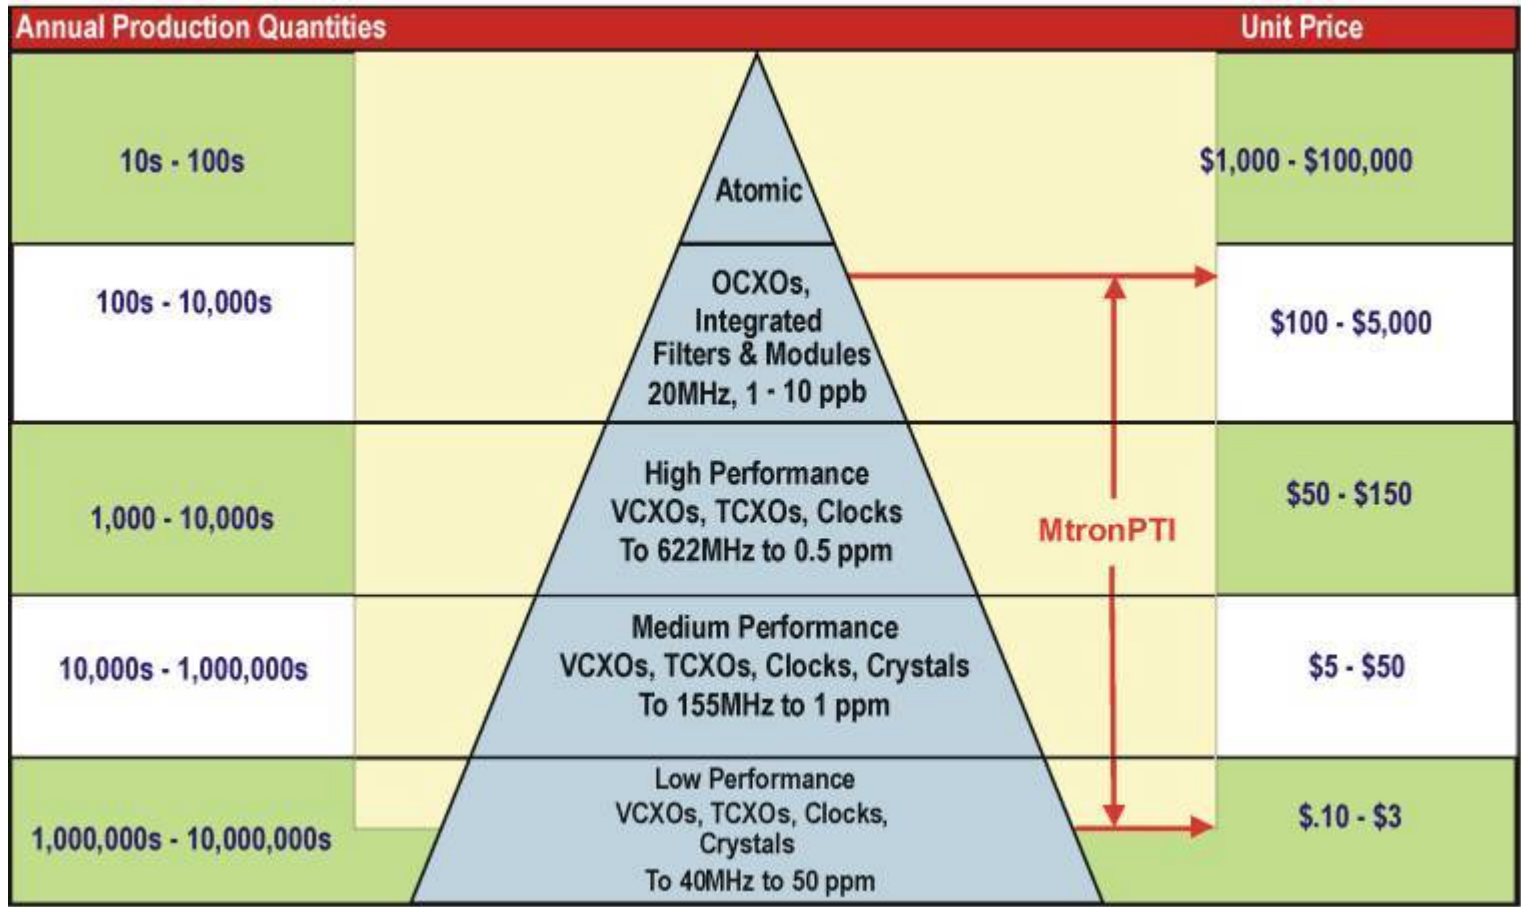 Annual Production Quantities
Unit Price
10s - 100s
Atomic
$1,000 - $100,000
100s - 10,000s
OCXOs,
Integrated
Filters & Modules
20MHz, 1 - 10 ppb
$100 - $5,000
1,000 - 10,000s
High Performance
VCXOs, TCXOs, Clocks
To 622MHz to 0.5 ppm
MtronPTI
$50 - $150
10,000s - 1,000,000s
Medium Performance
VCXOs, TCXOs, Clocks, Crystals
To 155MHz to 1 ppm
$5 - $50
1,000,000s - 10,000,000s
Low Performance
VCXOs, TCXOs, Clocks,
Crystals
To 40MHz to 50 ppm
$.10 - $3